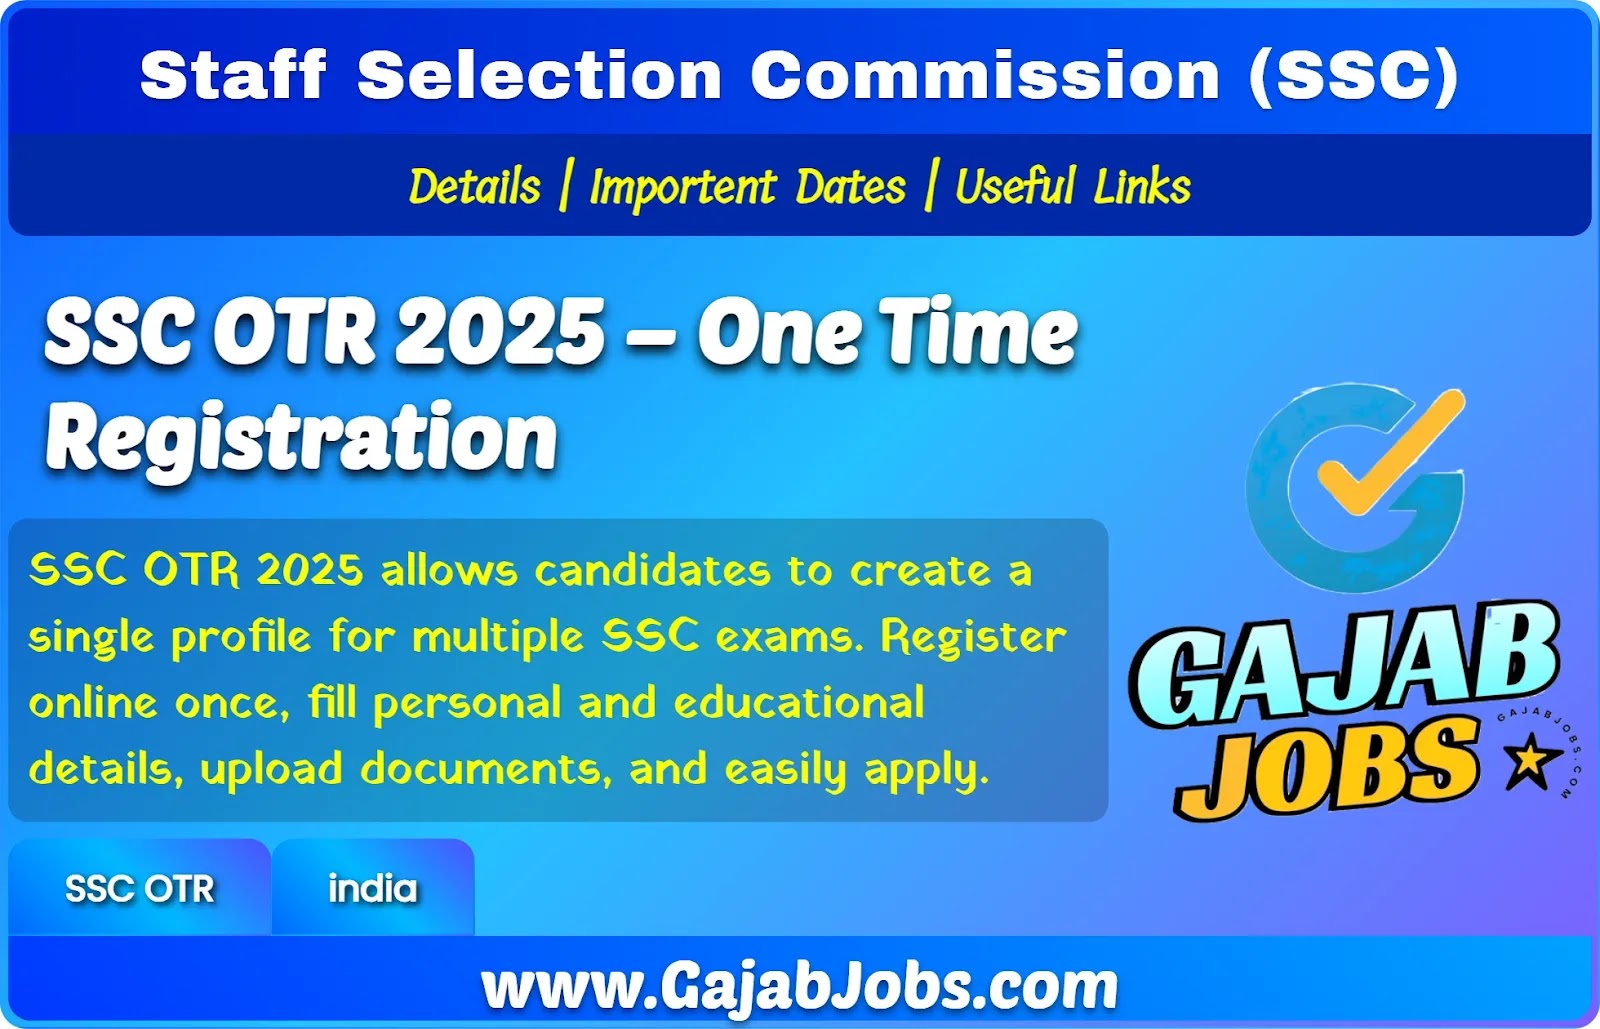 Staff Selection Commission (SSC)
Details | Importent Dates | Useful Links
SSC OTR 2025 – One Time
Registration
SSC OTR 2025 allows candidates to create a
single profile for multiple SSC exams. Register
online once, fill personal and educational
details, upload documents, and easily apply.
GAJAB
JOBS
GAJABJOBS.COM
SSC OTR
india
www.GajabJobs.com